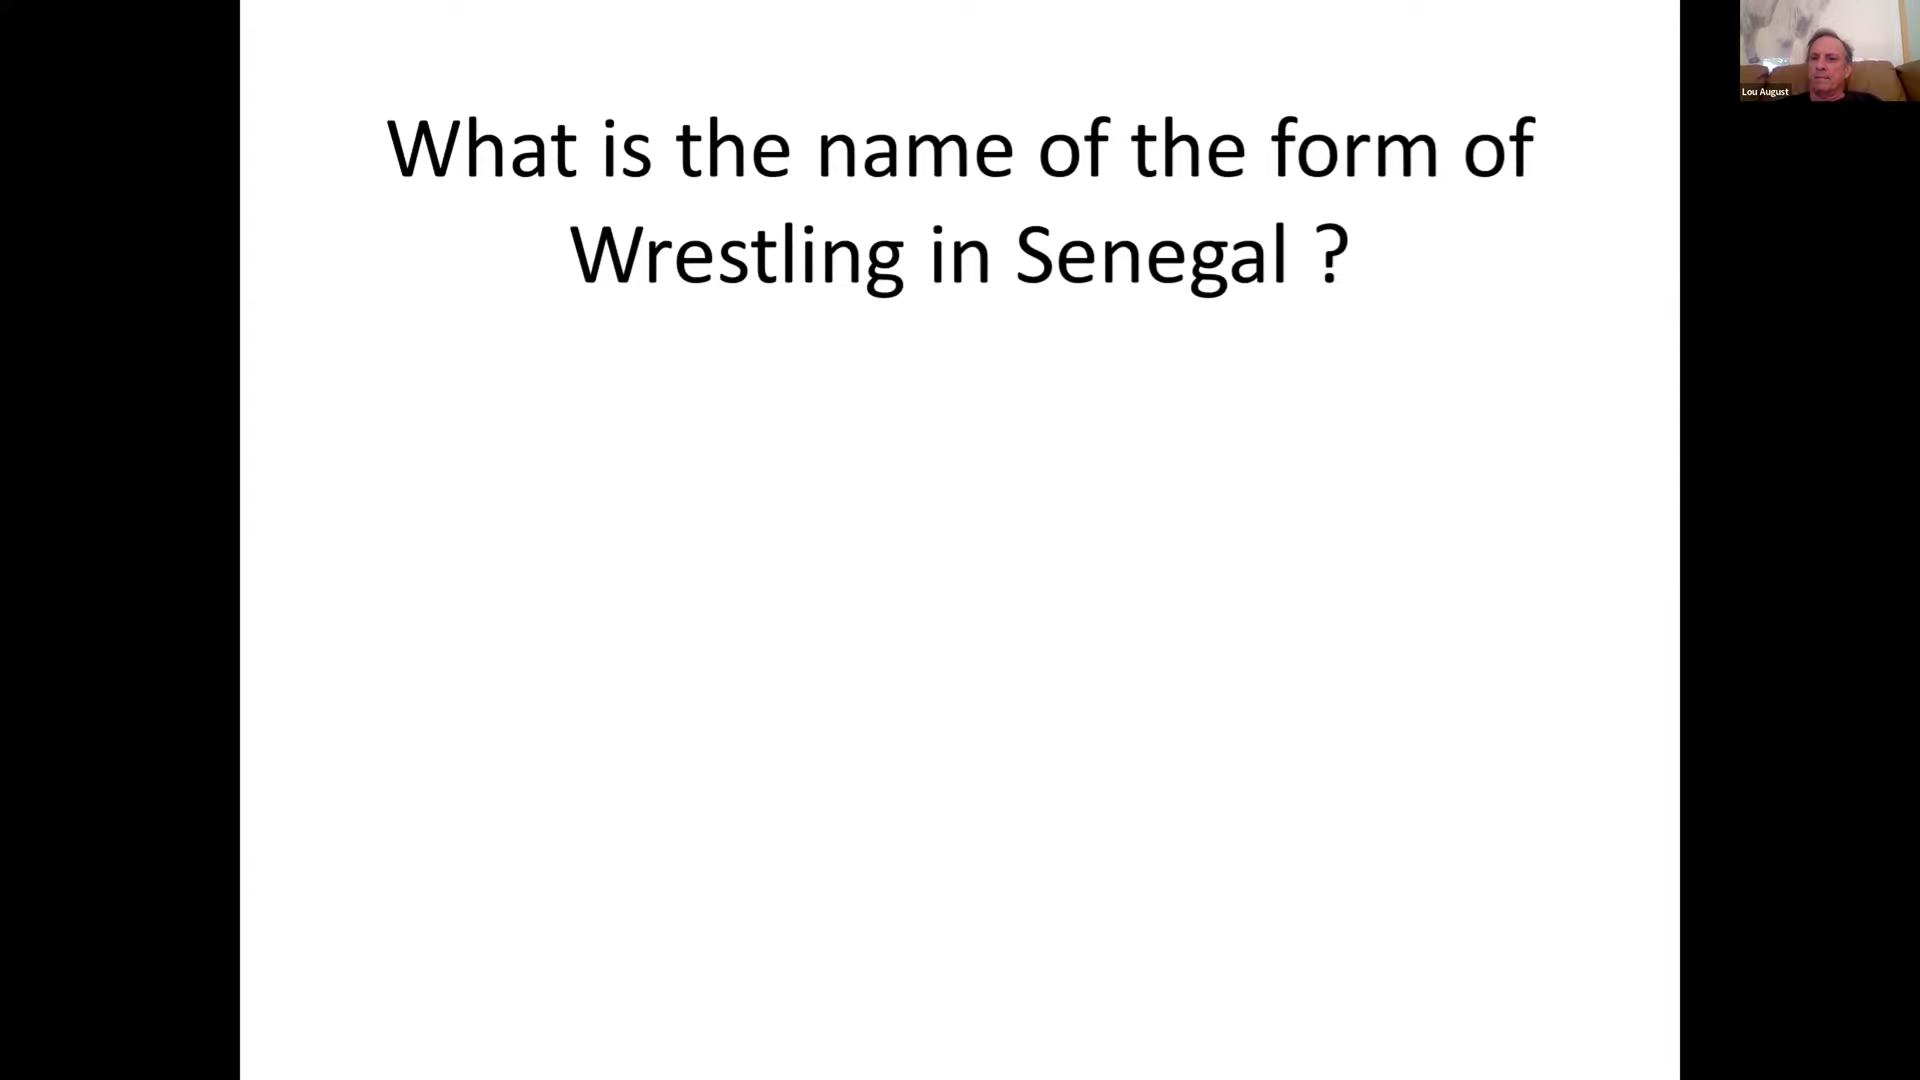 What is the name of the form of
Wrestling in Senegal ?
Lou August